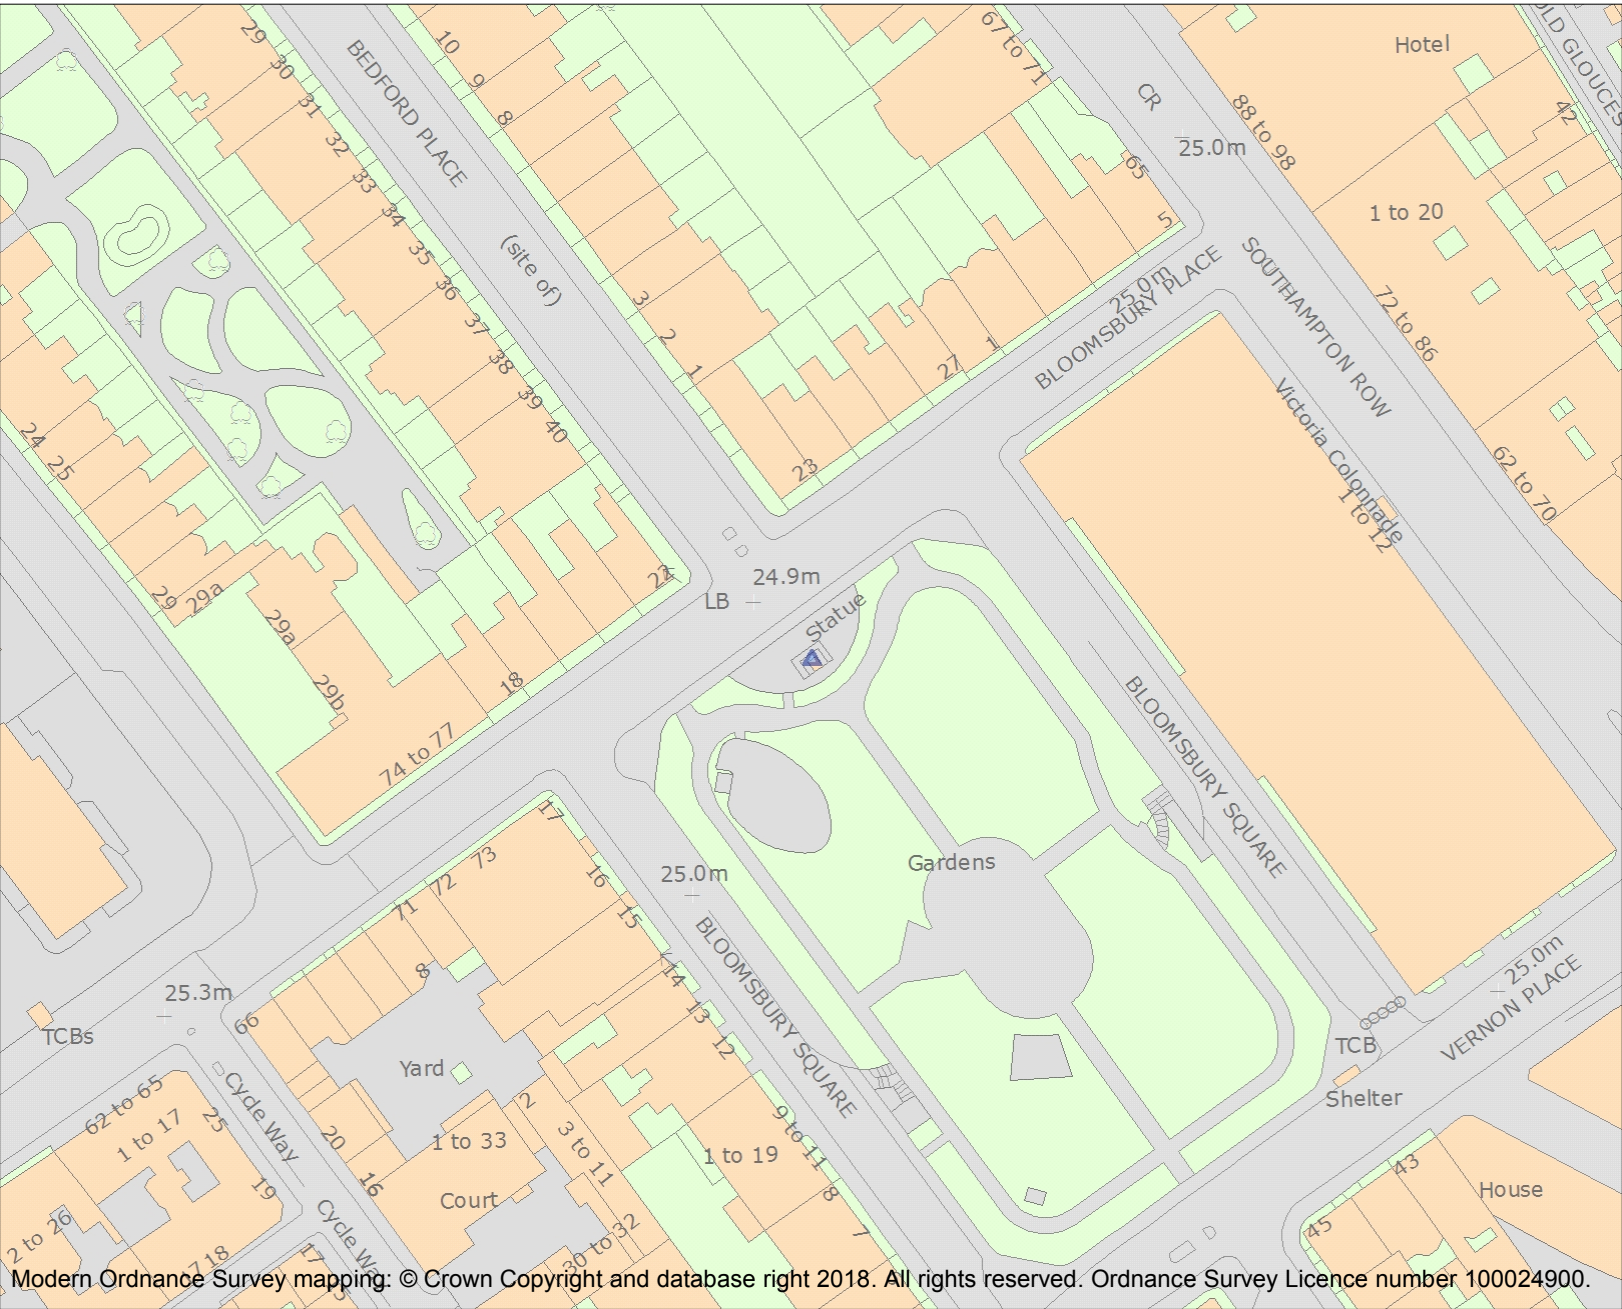 29
30
31
32
33
34
35
36
37
38
39
40
BEDFORD PLACE
(site of)
10
9
8
3
2
1
67 to 71
CR
65
5
25.0m
88 to 98
Hotel
42
1 to 20
SOUTHAMPTON ROW
72 to 86
62 to 70
25.0m
BLOOMSBURY PLACE
1
27
23
Victoria Colonnade
1 to 12
24
25
29
29a
29a
29b
22
18
74 to 77
LB
24.9m
Statue
BLOOMSBURY SQUARE
Gardens
25.0m
17
16
15
14
13
12
73
72
71
8
66
25.3m
TCBs
Yard
BLOOMSBURY SQUARE
25.0m
VERNON PLACE
TCB
Shelter
Cycle Way
62 to 65
1 to 17
25
19
20
16
1 to 33
Court
2
3 to 11
1 to 19
9 to 11
8
7
43
45
House
2 to 26
18
17
30 to 32
Modern Ordnance Survey mapping: © Crown Copyright and database right 2018. All rights reserved. Ordnance Survey Licence number 100024900.